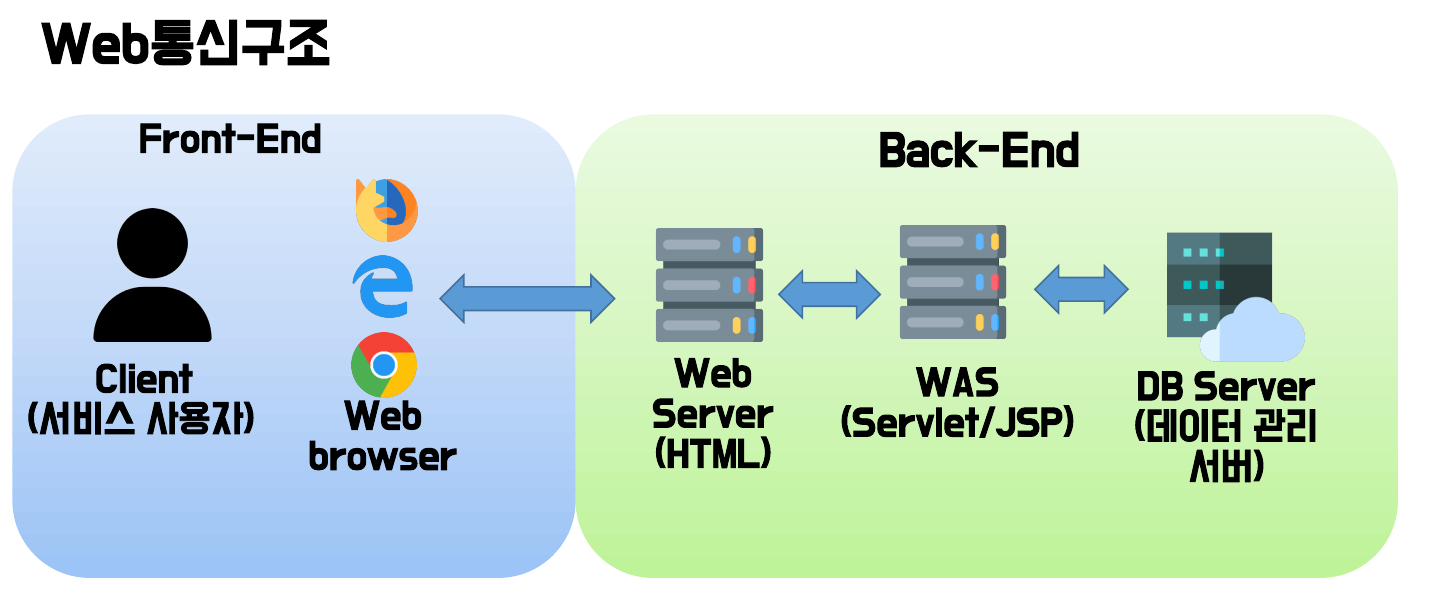 Web통신구조
Front-End
Back-End
Client
(서비스 사용자)
Web
browser
Web
Server
(HTML)
WAS
(Servlet/JSP)
DB Server
(데이터 관리
서버)